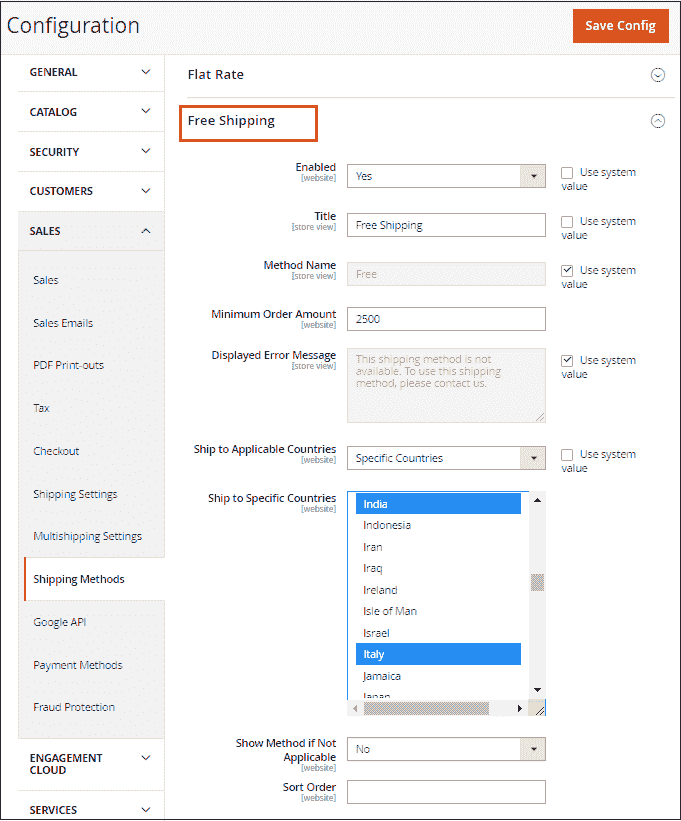 Configuration
Save Config
GENERAL
CATALOG
SECURITY
CUSTOMERS
SALES
Sales
Sales Emails
PDF Print-outs
Tax
Checkout
Shipping Settings
Multishipping Settings
Shipping Methods
Google API
Payment Methods
Fraud Protection
ENGAGEMENT
CLOUD
SERVICES
Flat Rate
Free Shipping
Enabled
[website]
Yes
Use system
value
Title
[store view]
Free Shipping
Use system
value
Method Name
[store view]
Free
Use system
value
Minimum Order Amount
[website]
2500
Displayed Error Message
[store view]
This shipping method is not
available. To use this shipping
method, please contact us.
Use system
value
Ship to Applicable Countries
[website]
Specific Countries
Use system
value
Ship to Specific Countries
[website]
India
Indonesia
Iran
Iraq
Ireland
Isle of Man
Israel
Italy
Jamaica
Japan
Show Method if Not
Applicable
[website]
No
Sort Order
[website]